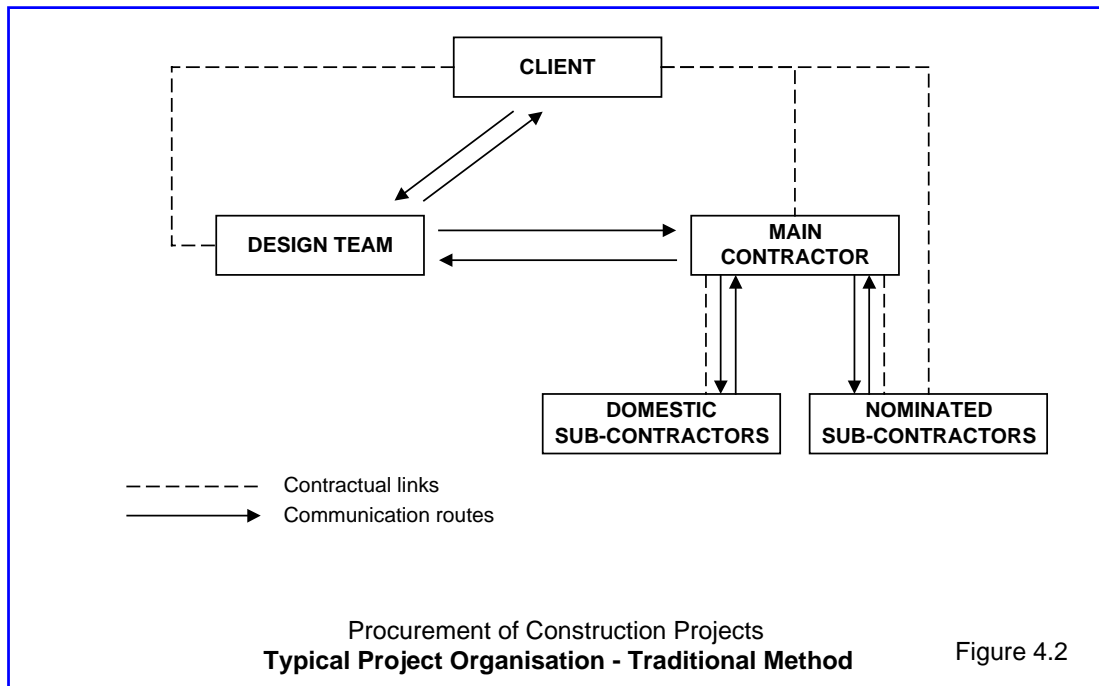 CLIENT
DESIGN TEAM
MAIN
CONTRACTOR
DOMESTIC
SUB-CONTRACTORS
NOMINATED
SUB-CONTRACTORS
Contractual links
Communication routes
Procurement of Construction Projects
Typical Project Organisation - Traditional Method
Figure 4.2